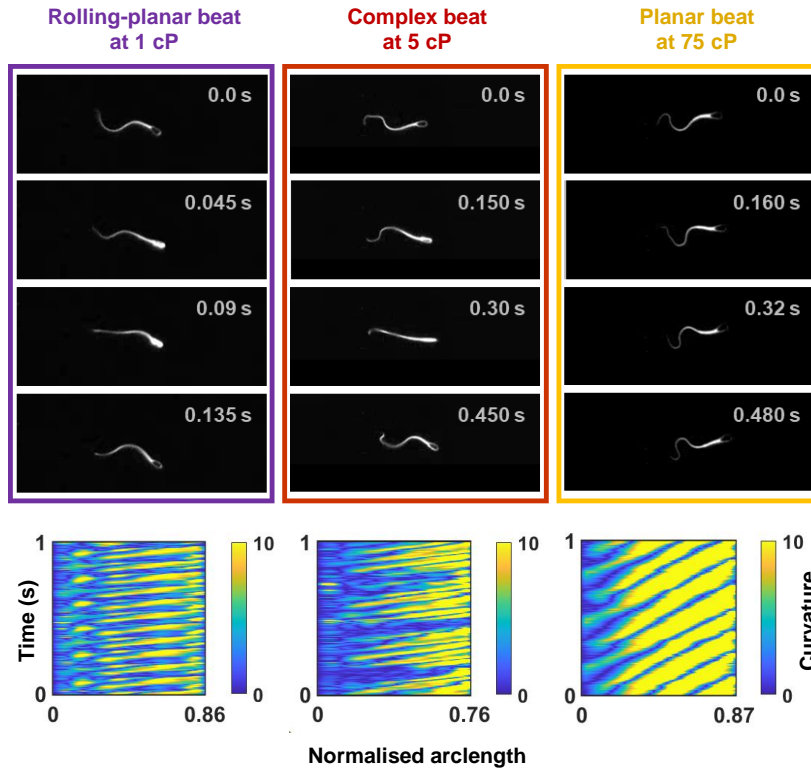 Rolling-planar beat
at 1 cP
Complex beat
at 5 cP
Planar beat
at 75 cP
0.0 s
0.0 s
0.0 s
0.045 s
0.150 s
0.160 s
0.09 s
0.30 s
0.32 s
0.135 s
0.450 s
0.480 s
1
10
1
10
1
10
Time (s)
Curvature
0
0
0
0
0
0
0
0.86
0
0.76
0
0.87
Normalised arclength